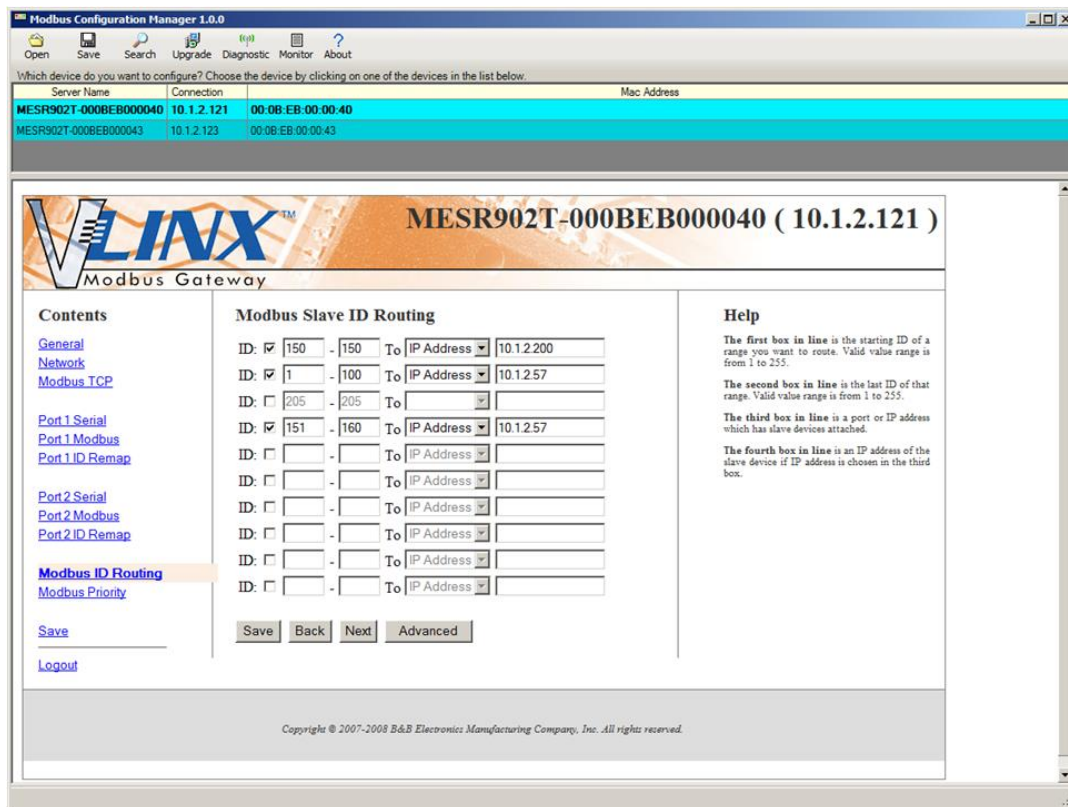 Modbus Configuration Manager 1.0.0
Open Save Search Upgrade Diagnostic Monitor About
Which device do you want to configure? Choose the device by clicking on one of the devices in the list below.
Server Name Connection Mac Address
MESR902T-000BEB000040 10.1.2.121 00:0B:EB:00:00:40
MESR902T-000BEB000043 10.1.2.123 00:0B:EB:00:00:43
VLINX™
Modbus Gateway
MESR902T-000BEB000040 ( 10.1.2.121 )
Contents
General
Network
Modbus TCP
Port 1 Serial
Port 1 Modbus
Port 1 ID Remap
Port 2 Serial
Port 2 Modbus
Port 2 ID Remap
Modbus ID Routing
Modbus Priority
Save
Logout
Modbus Slave ID Routing
ID: 150 - 150 To IP Address 10.1.2.200
ID: 1 - 100 To IP Address 10.1.2.57
ID: 205 - 205 To
ID: 151 - 160 To IP Address 10.1.2.57
ID: - To IP Address
ID: - To IP Address
ID: - To IP Address
ID: - To IP Address
ID: - To IP Address
ID: - To IP Address
Save Back Next Advanced
Help
The first box in line is the starting ID of a
range you want to route. Valid value range is
from 1 to 255.
The second box in line is the last ID of that
range. Valid value range is from 1 to 255.
The third box in line is a port or IP address
which has slave devices attached.
The fourth box in line is an IP address of the
slave device if IP address is chosen in the third
box.
Copyright © 2007-2008 B&B Electronics Manufacturing Company, Inc. All rights reserved.